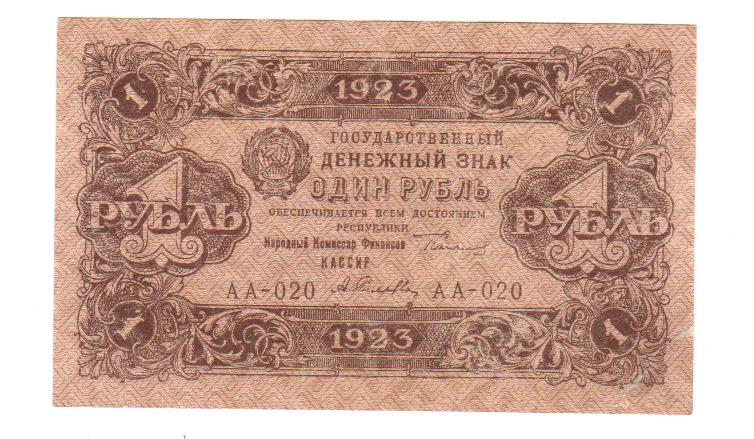 1 1923 1
ГОСУДАРСТВЕННЫЙ
ДЕНЕЖНЫЙ ЗНАК
ОДИН РУБЛЬ
1 РУБЛЬ
1 РУБЛЬ
ОБЕСПЕЧИВАЕТСЯ ВСЕМ ДОСТОЯНИЕМ
РЕСПУБЛИКИ
Народный Комиссар Финансов
КАССИР
АА-020 АА-020
1 1923 1